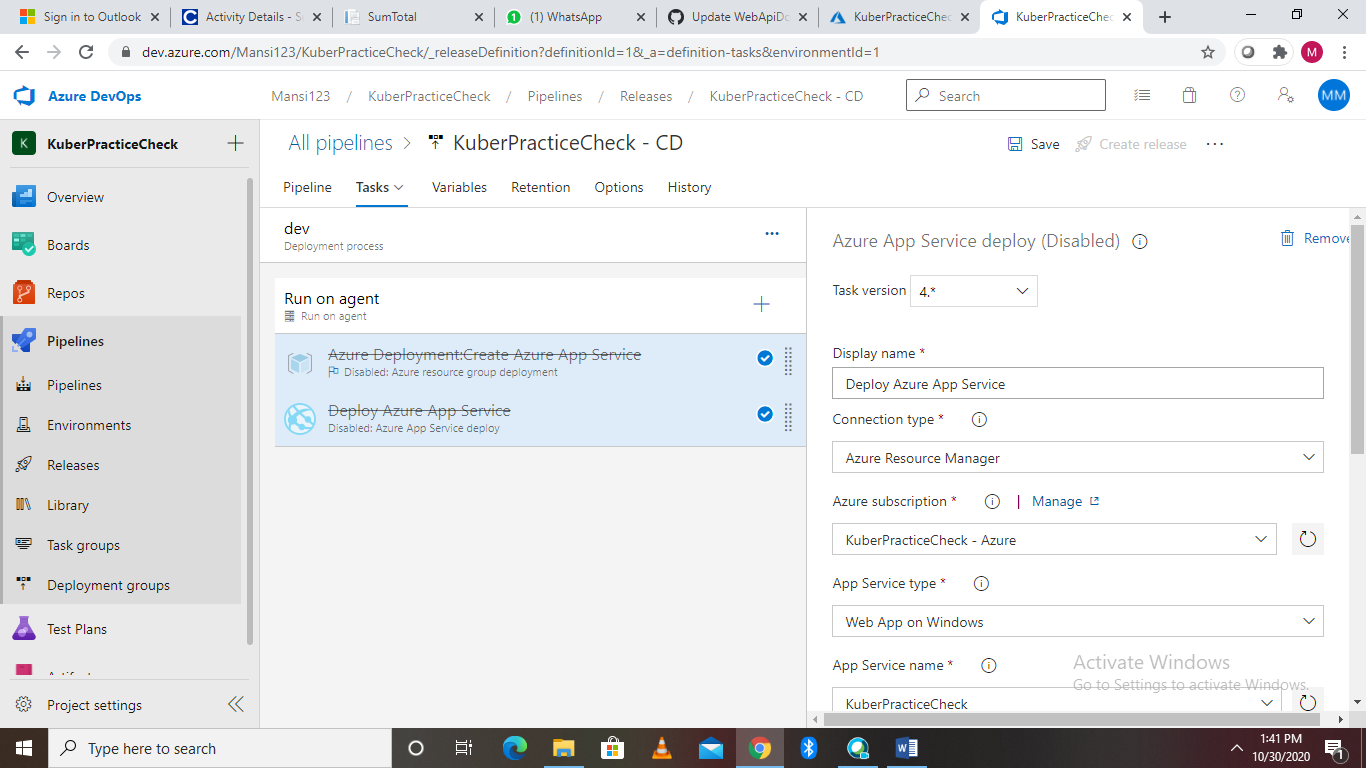 Sign in to Outlook
Activity Details - S
SumTotal
(1) WhatsApp
Update WebApiDo
KuberPracticeChec
KuberPracticeChec
dev.azure.com/Mansi123/KuberPracticeCheck/_releaseDefinition?definitionId=1&_a=definition-tasks&environmentId=1
M
Azure DevOps
Mansi123 / KuberPracticeCheck / Pipelines / Releases / KuberPracticeCheck - CD
Search
MM
K KuberPracticeCheck
Overview
Boards
Repos
Pipelines
Pipelines
Environments
Releases
Library
Task groups
Deployment groups
Test Plans
Project settings
All pipelines > KuberPracticeCheck - CD
Save
Create release
Pipeline
Tasks
Variables
Retention
Options
History
dev
Deployment process
Run on agent
Run on agent
Azure Deployment:Create Azure App Service
Disabled: Azure resource group deployment
Deploy Azure App Service
Disabled: Azure App Service deploy
Azure App Service deploy (Disabled)
Remove
Task version 4.*
Display name *
Deploy Azure App Service
Connection type *
Azure Resource Manager
Azure subscription * | Manage
KuberPracticeCheck - Azure
App Service type *
Web App on Windows
App Service name *
KuberPracticeCheck
Activate Windows
Go to Settings to activate Windows.
Type here to search
1:41 PM
10/30/2020
1